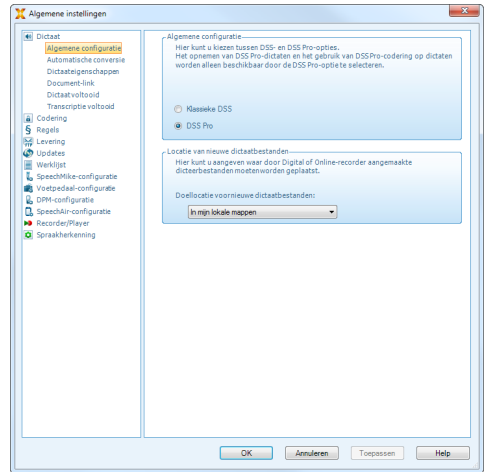 Algemene instellingen
Dictaat
Algemene configuratie
Automatische conversie
Dictaateigenschappen
Document-link
Dictaat voltooid
Transcriptie voltooid
Codering
Regels
Levering
Updates
Werklijst
SpeechMike-configuratie
Voetpedaal-configuratie
DPM-configuratie
SpeechAir-configuratie
Recorder/Player
Spraakherkenning
Algemene configuratie
Hier kunt u kiezen tussen DSS- en DSS Pro-opties.
Het opnemen van DSS Pro-dictaten en het gebruik van DSS Pro-codering op dictaten
worden alleen beschikbaar door de DSS Pro-optie te selecteren.
Klassieke DSS
DSS Pro
Locatie van nieuwe dictaatbestanden
Hier kunt u aangeven waar door Digital of Online-recorder aangemaakte
dicteerbestanden moeten worden geplaatst.
Doellocatie voor nieuwe dictaatbestanden:
In mijn lokale mappen
OK
Annuleren
Toepassen
Help